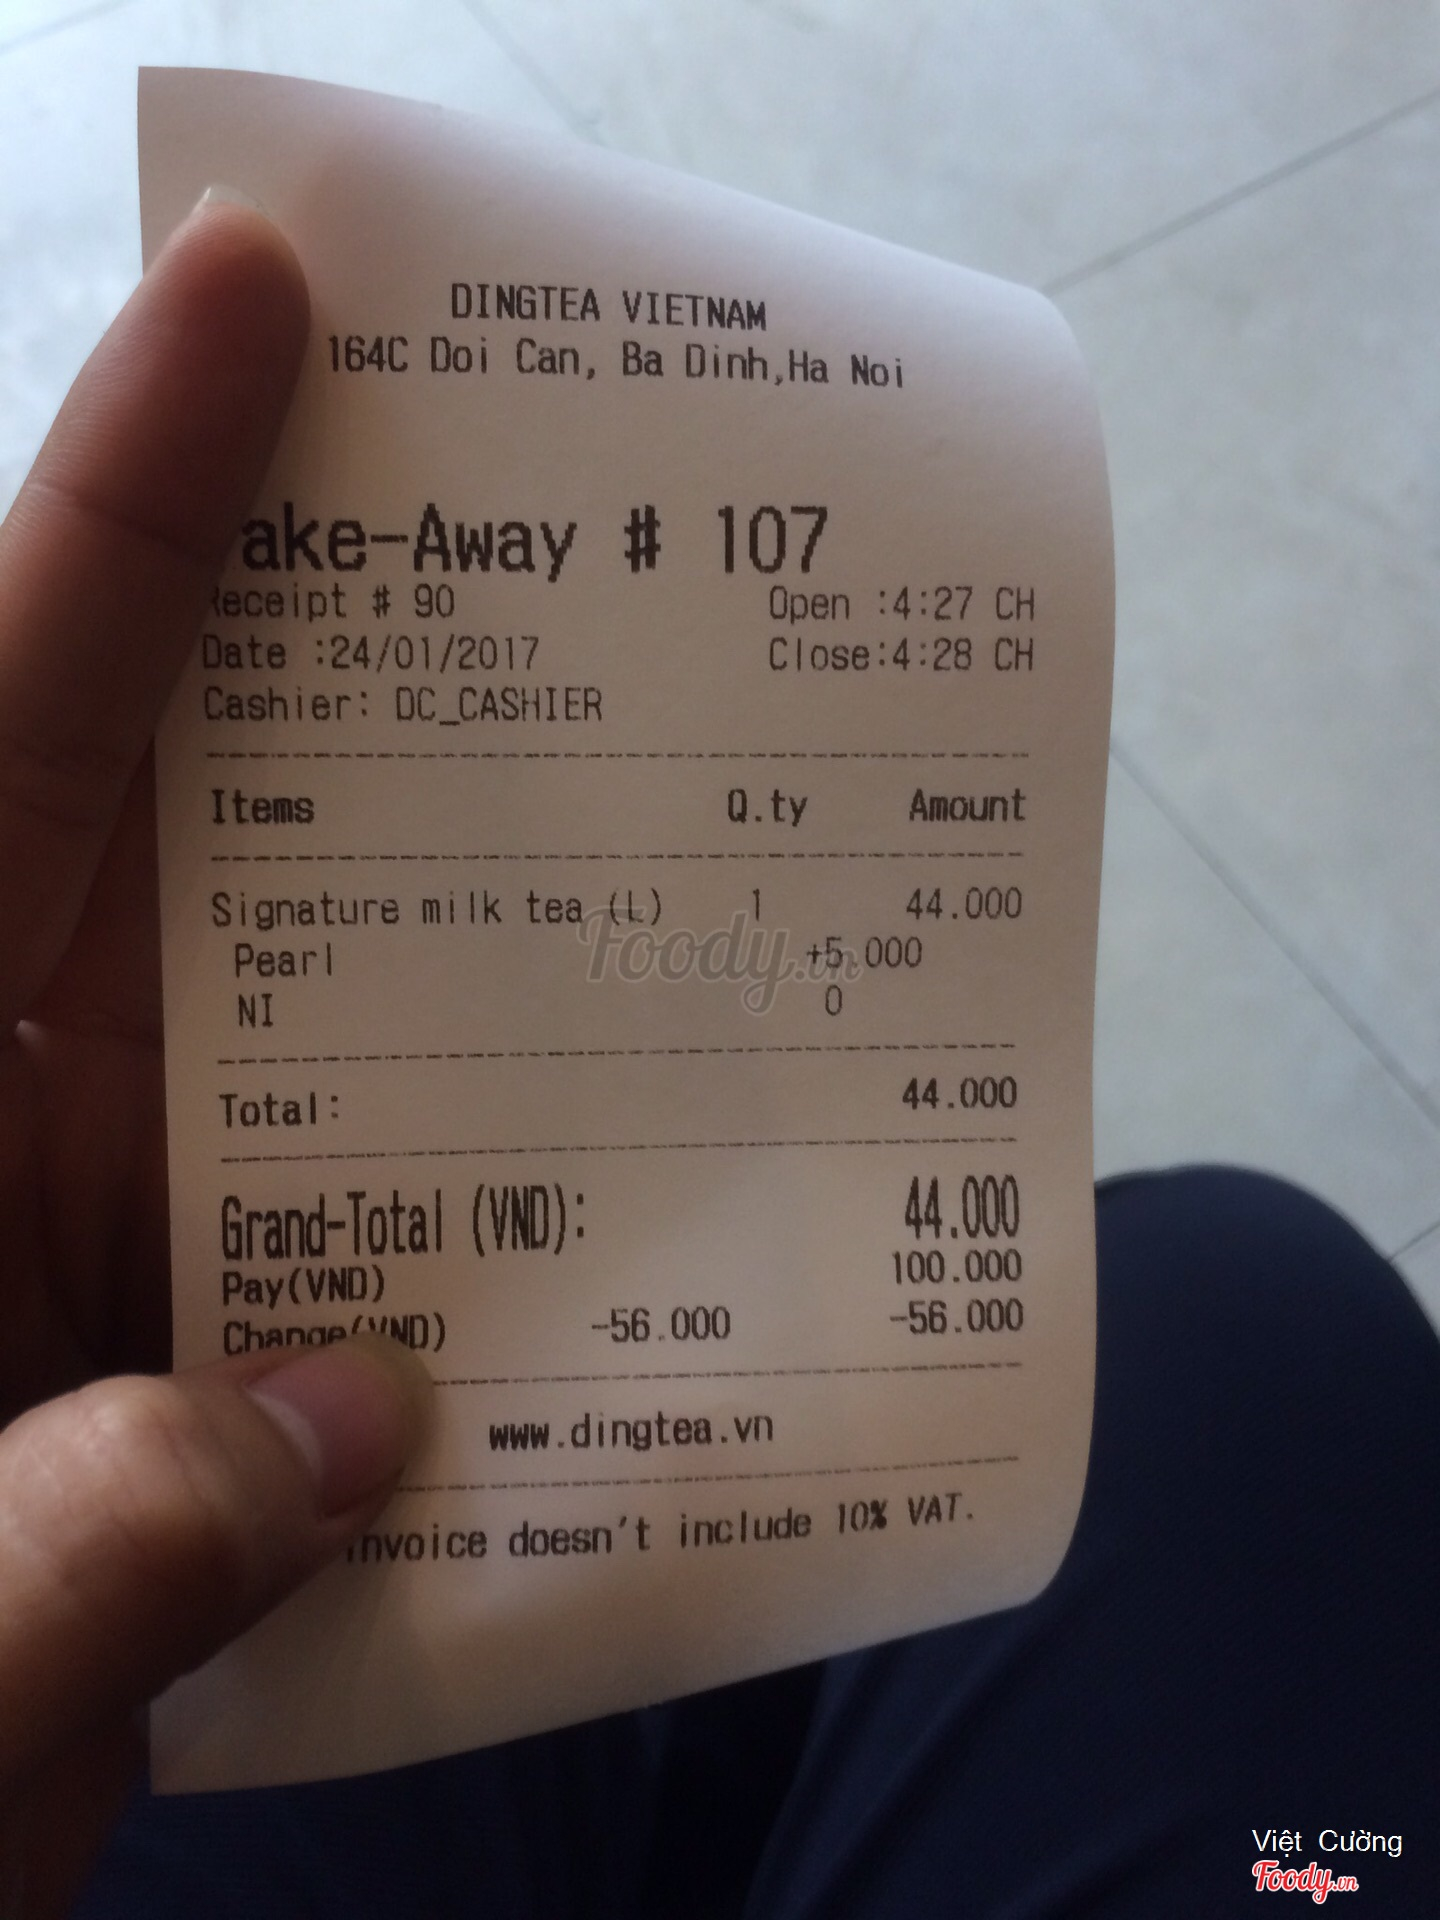 DINGTEA VIETNAM
164C Doi Can, Ba Dinh,Ha Noi
ake-Away # 107
Receipt # 90 Open :4:27 CH
Date :24/01/2017 Close:4:28 CH
Cashier: DC_CASHIER
Items Q.ty Amount
Signature milk tea (L) 1 44.000
Pearl +5.000
NI 0
Total: 44.000
Grand-Total (VND): 44.000
Pay(VND) 100.000
Change(VND) -56.000 -56.000
www.dingtea.vn
invoice doesn't include 10% VAT.
Foody.vn
Việt Cường
Foody.vn